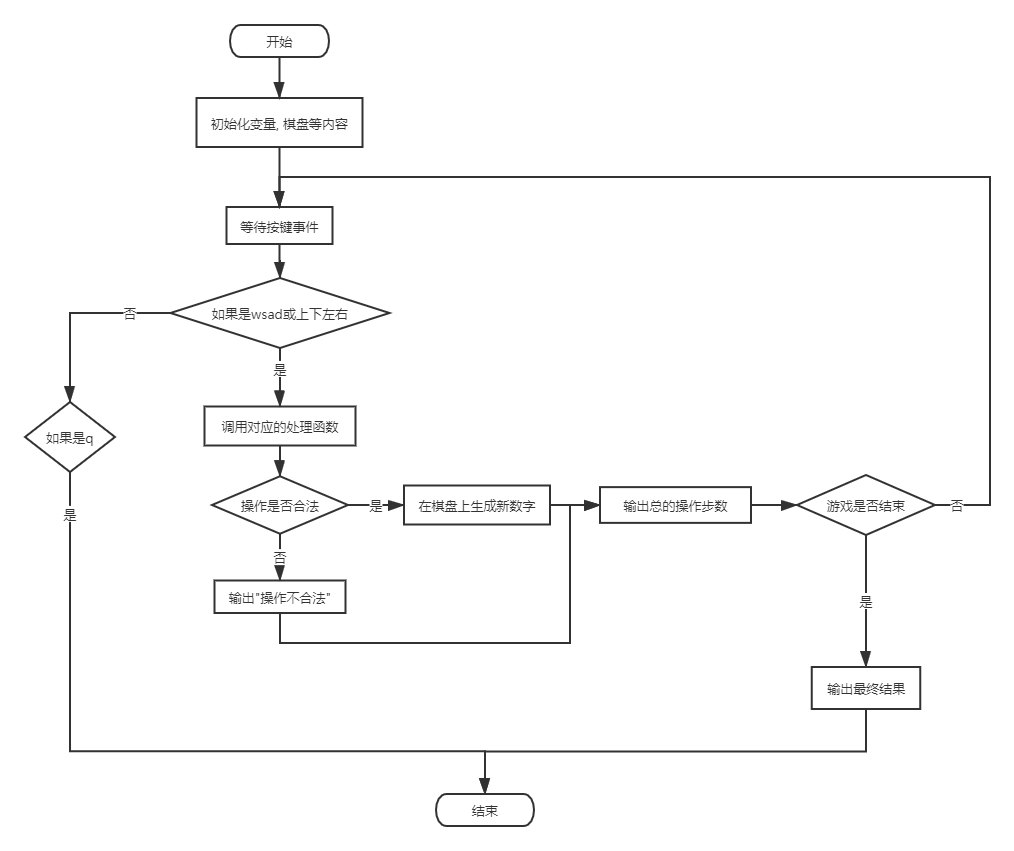 开始
初始化变量, 棋盘等内容
等待按键事件
如果是wsad或上下左右
否
是
如果是q
调用对应的处理函数
操作是否合法
是
在棋盘上生成新数字
输出总的操作步数
游戏是否结束
否
是
否
输出"操作不合法"
是
输出最终结果
结束